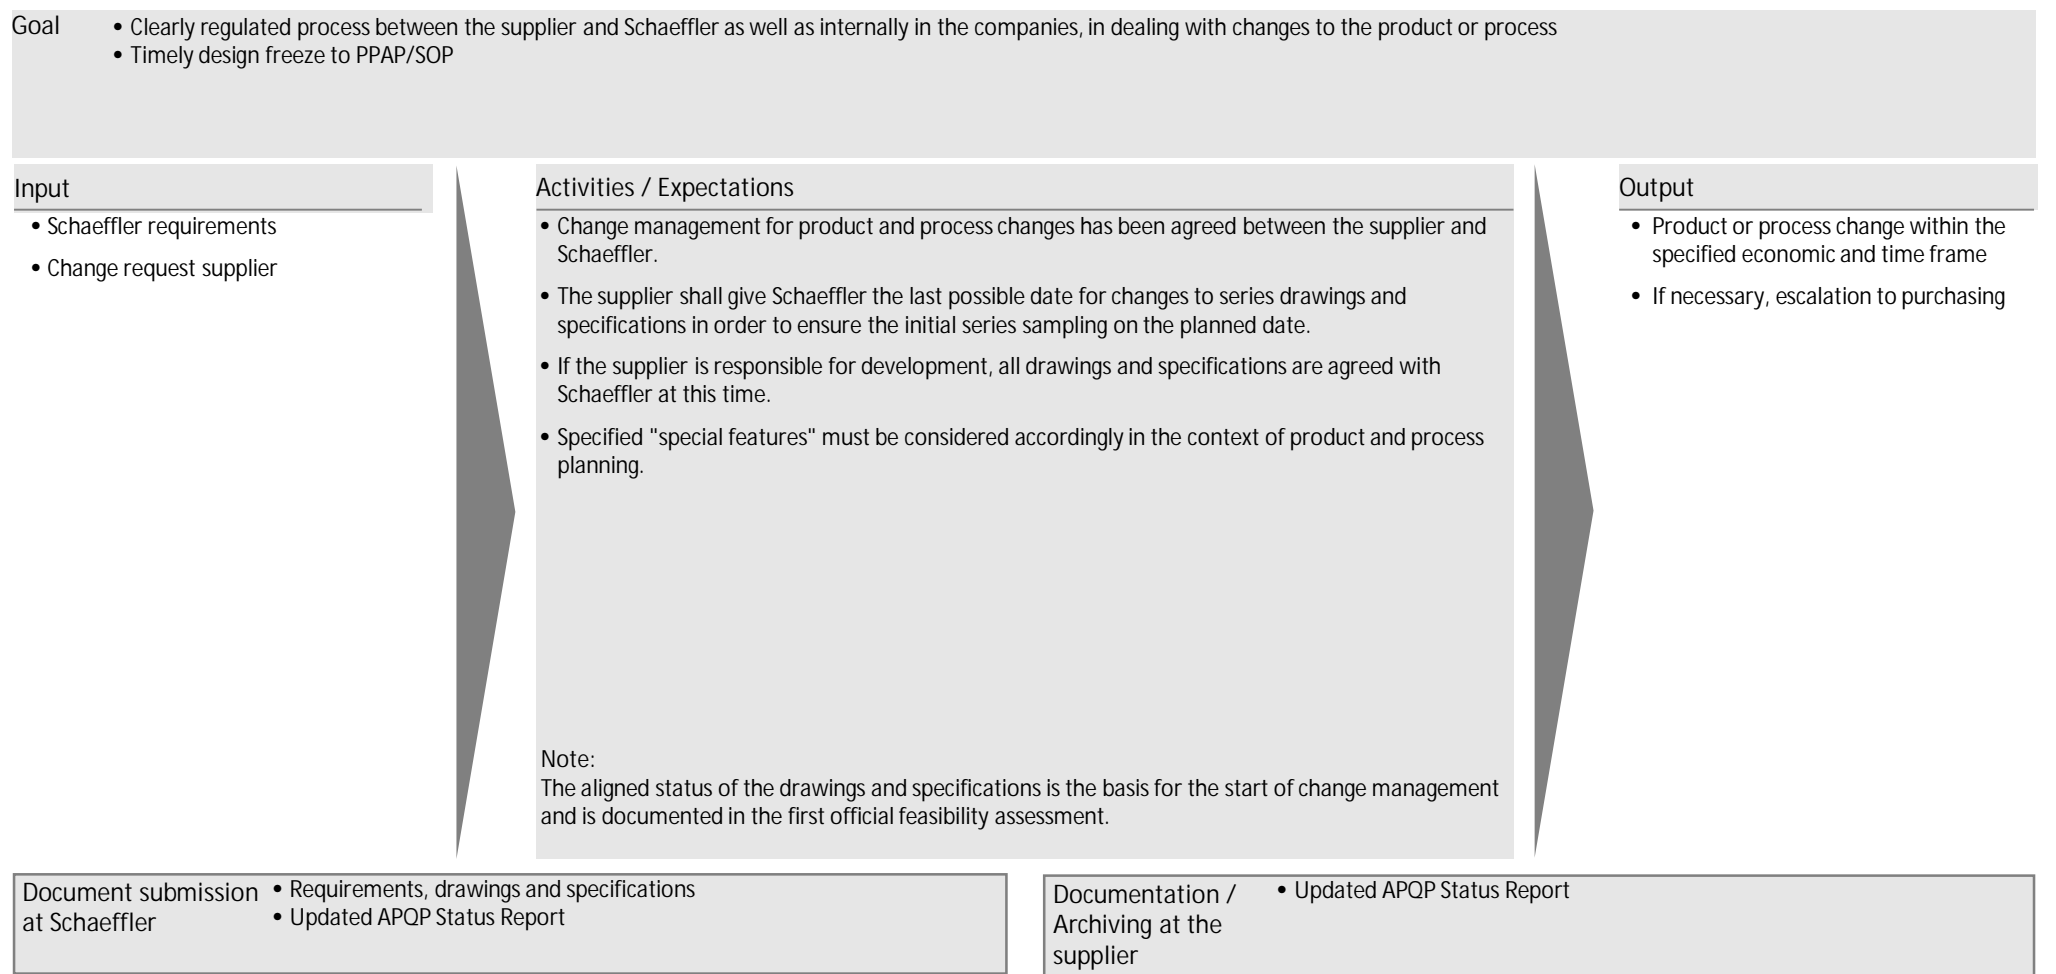 Goal
• Clearly regulated process between the supplier and Schaeffler as well as internally in the companies, in dealing with changes to the product or process
• Timely design freeze to PPAP/SOP
Input
• Schaeffler requirements
• Change request supplier
Activities / Expectations
• Change management for product and process changes has been agreed between the supplier and
Schaeffler.
• The supplier shall give Schaeffler the last possible date for changes to series drawings and
specifications in order to ensure the initial series sampling on the planned date.
• If the supplier is responsible for development, all drawings and specifications are agreed with
Schaeffler at this time.
• Specified "special features" must be considered accordingly in the context of product and process
planning.
Note:
The aligned status of the drawings and specifications is the basis for the start of change management
and is documented in the first official feasibility assessment.
Output
• Product or process change within the
specified economic and time frame
• If necessary, escalation to purchasing
Document submission
at Schaeffler
• Requirements, drawings and specifications
• Updated APQP Status Report
Documentation /
Archiving at the
supplier
• Updated APQP Status Report